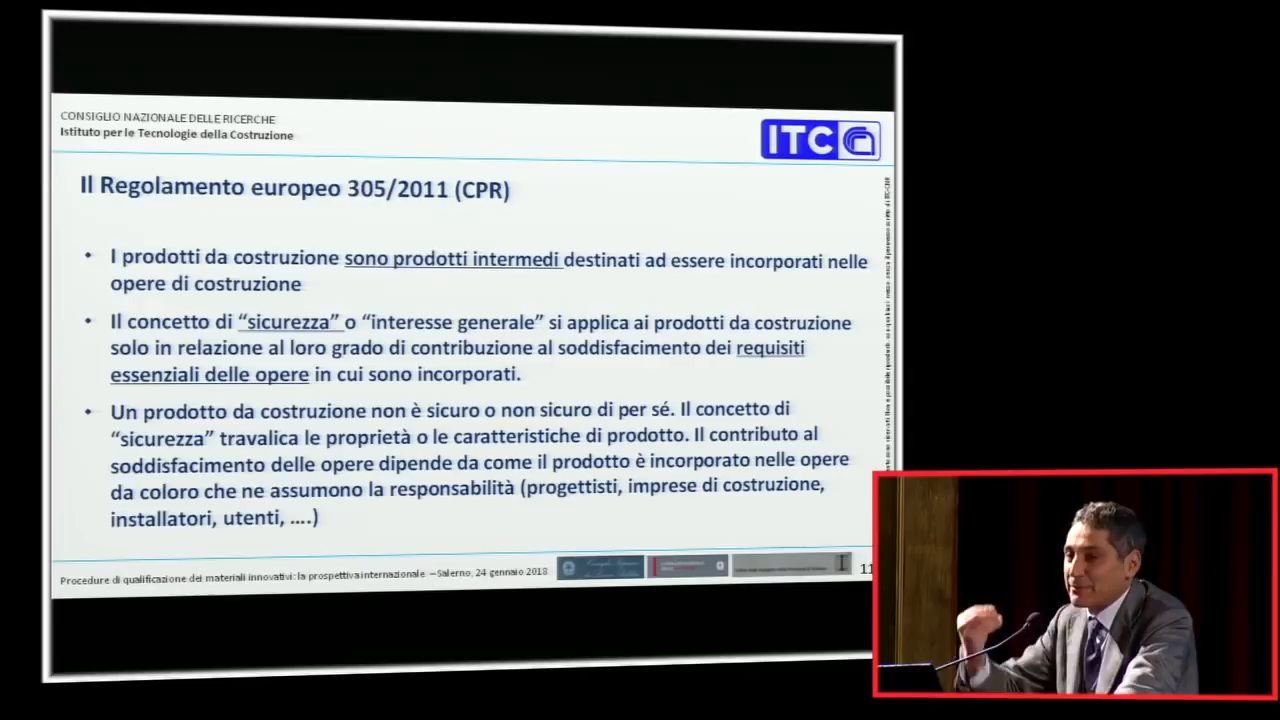 CONSIGLIO NAZIONALE DELLE RICERCHE
Istituto per le Tecnologie della Costruzione
ITC
Il Regolamento europeo 305/2011 (CPR)
• I prodotti da costruzione sono prodotti intermedi destinati ad essere incorporati nelle
opere di costruzione
• Il concetto di “sicurezza” o “interesse generale” si applica ai prodotti da costruzione
solo in relazione al loro grado di contribuzione al soddisfacimento dei requisiti
essenziali delle opere in cui sono incorporati.
• Un prodotto da costruzione non è sicuro o non sicuro di per sé. Il concetto di
“sicurezza” travalica le proprietà o le caratteristiche di prodotto. Il contributo al
soddisfacimento delle opere dipende da come il prodotto è incorporato nelle opere
da coloro che ne assumono la responsabilità (progettisti, imprese di costruzione,
installatori, utenti, ….)
Procedure di qualificazione dei materiali innovativi: la prospettiva internazionale – Salerno, 24 gennaio 2018
11